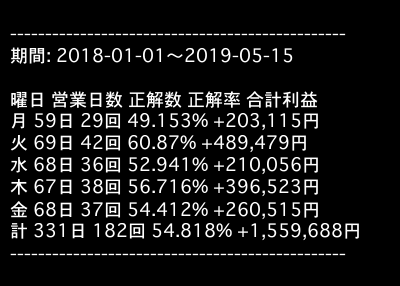 ------------------------------------------------
期間: 2018-01-01〜2019-05-15
曜日 営業日数 正解数 正解率 合計利益
月 59日 29回 49.153% +203,115円
火 69日 42回 60.87% +489,479円
水 68日 36回 52.941% +210,056円
木 67日 38回 56.716% +396,523円
金 68日 37回 54.412% +260,515円
計 331日 182回 54.818% +1,559,688円
------------------------------------------------